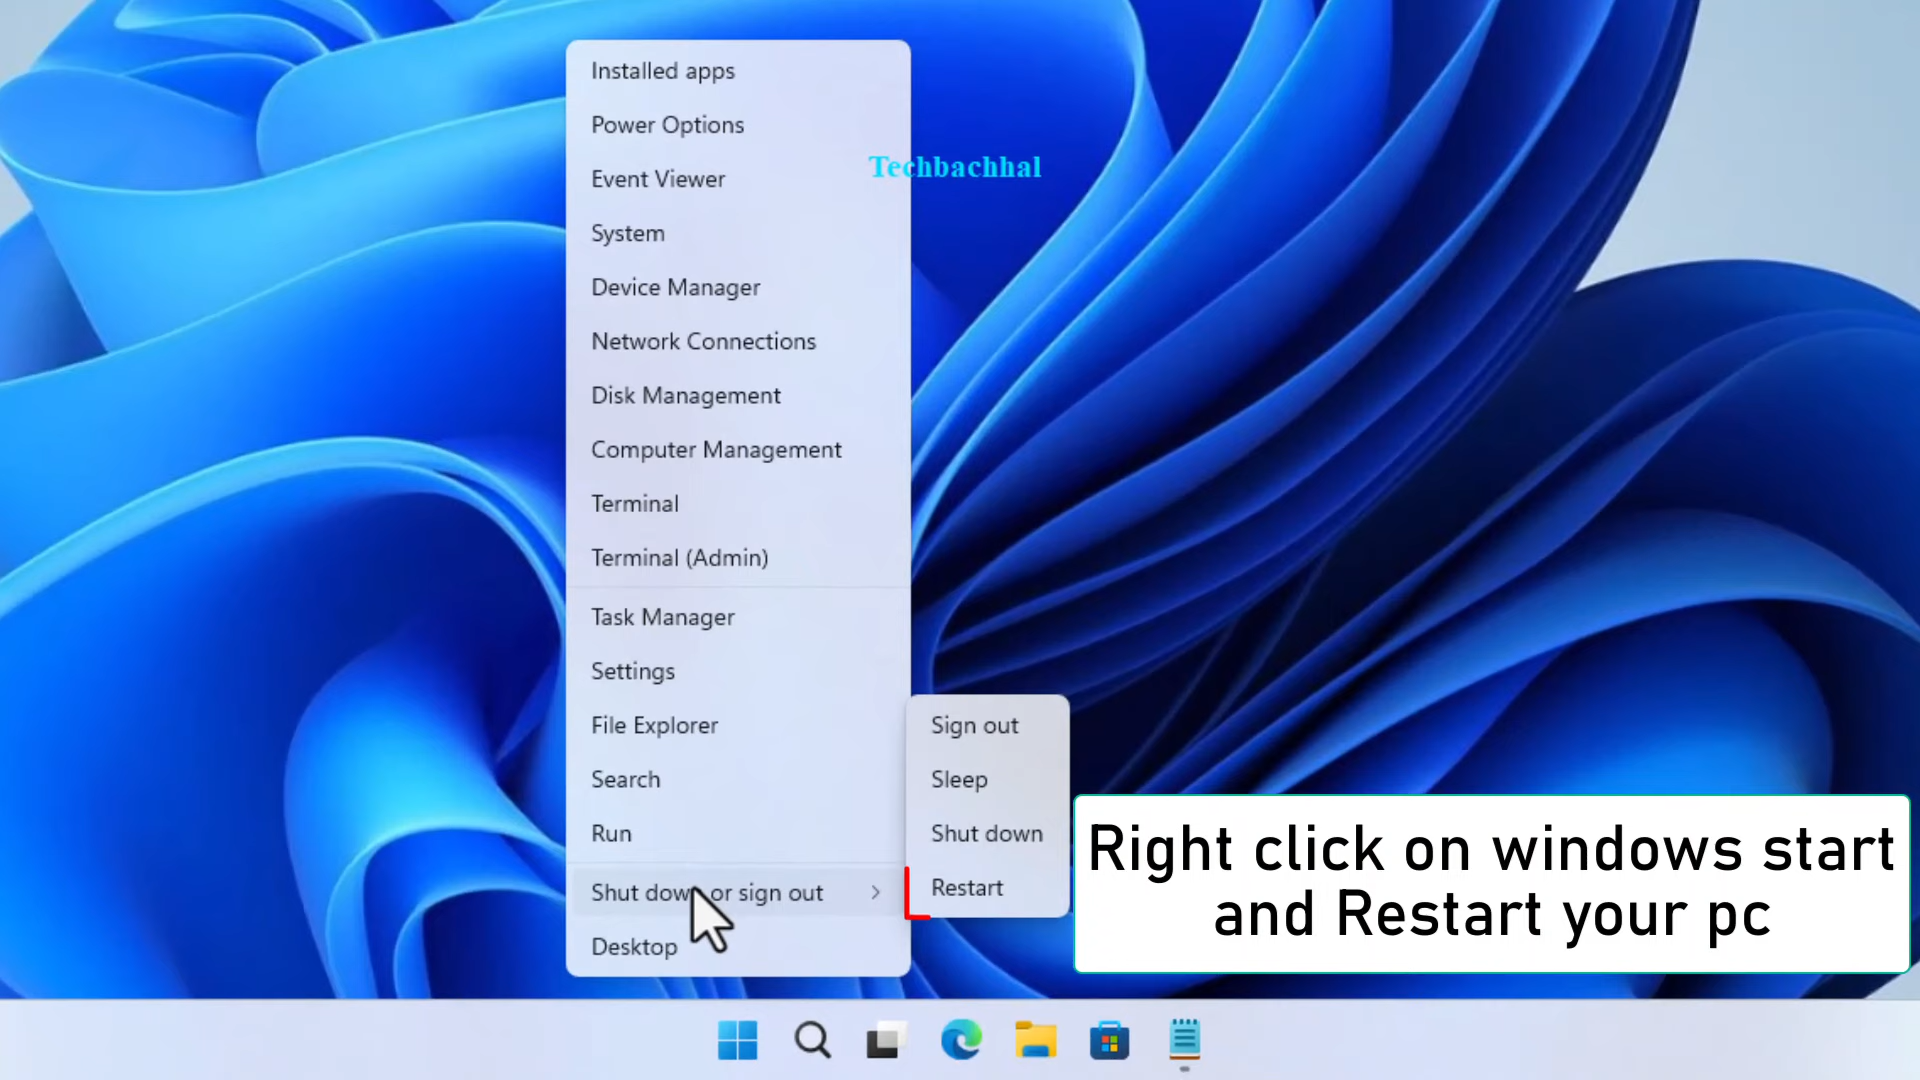 Installed apps
Power Options
Techbachhal
Event Viewer
System
Device Manager
Network Connections
Disk Management
Computer Management
Terminal
Terminal (Admin)
Task Manager
Settings
File Explorer
Search
Run
Shut down or sign out
Desktop
Sign out
Sleep
Shut down
Restart
Right click on windows start
and Restart your pc